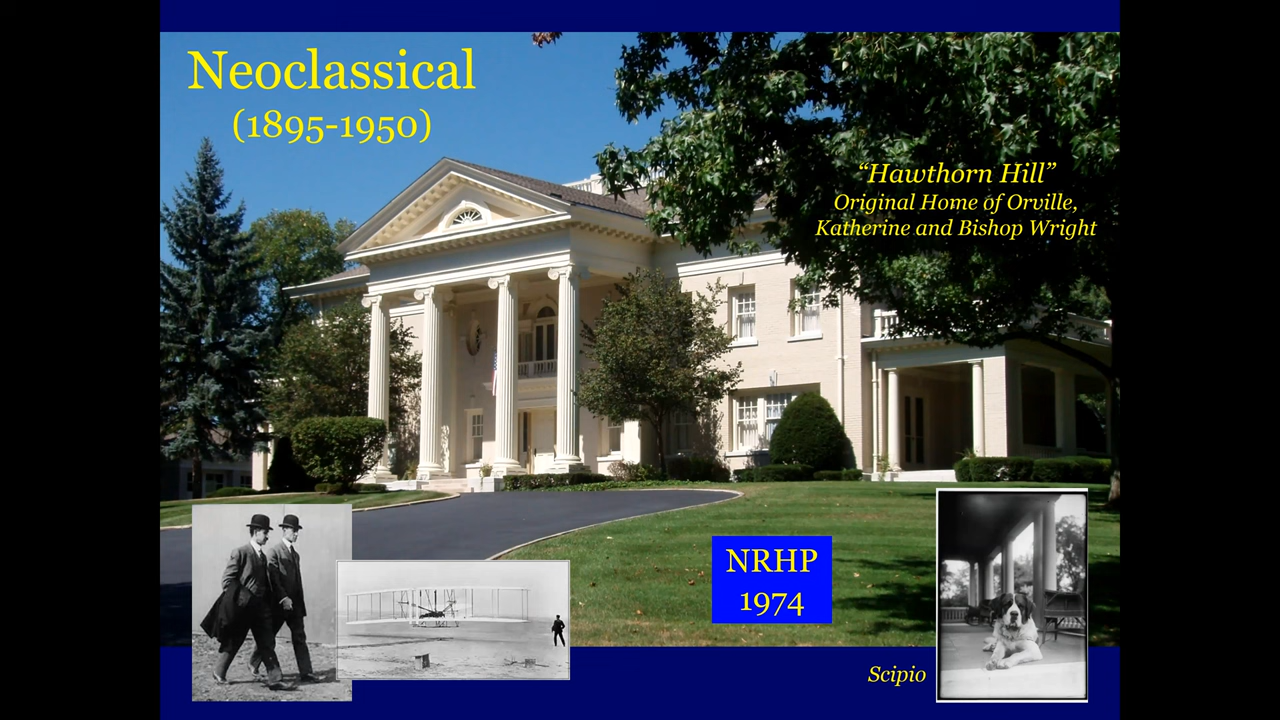 Neoclassical
(1895-1950)
“Hawthorn Hill”
Original Home of Orville,
Katherine and Bishop Wright
NRHP
1974
Scipio